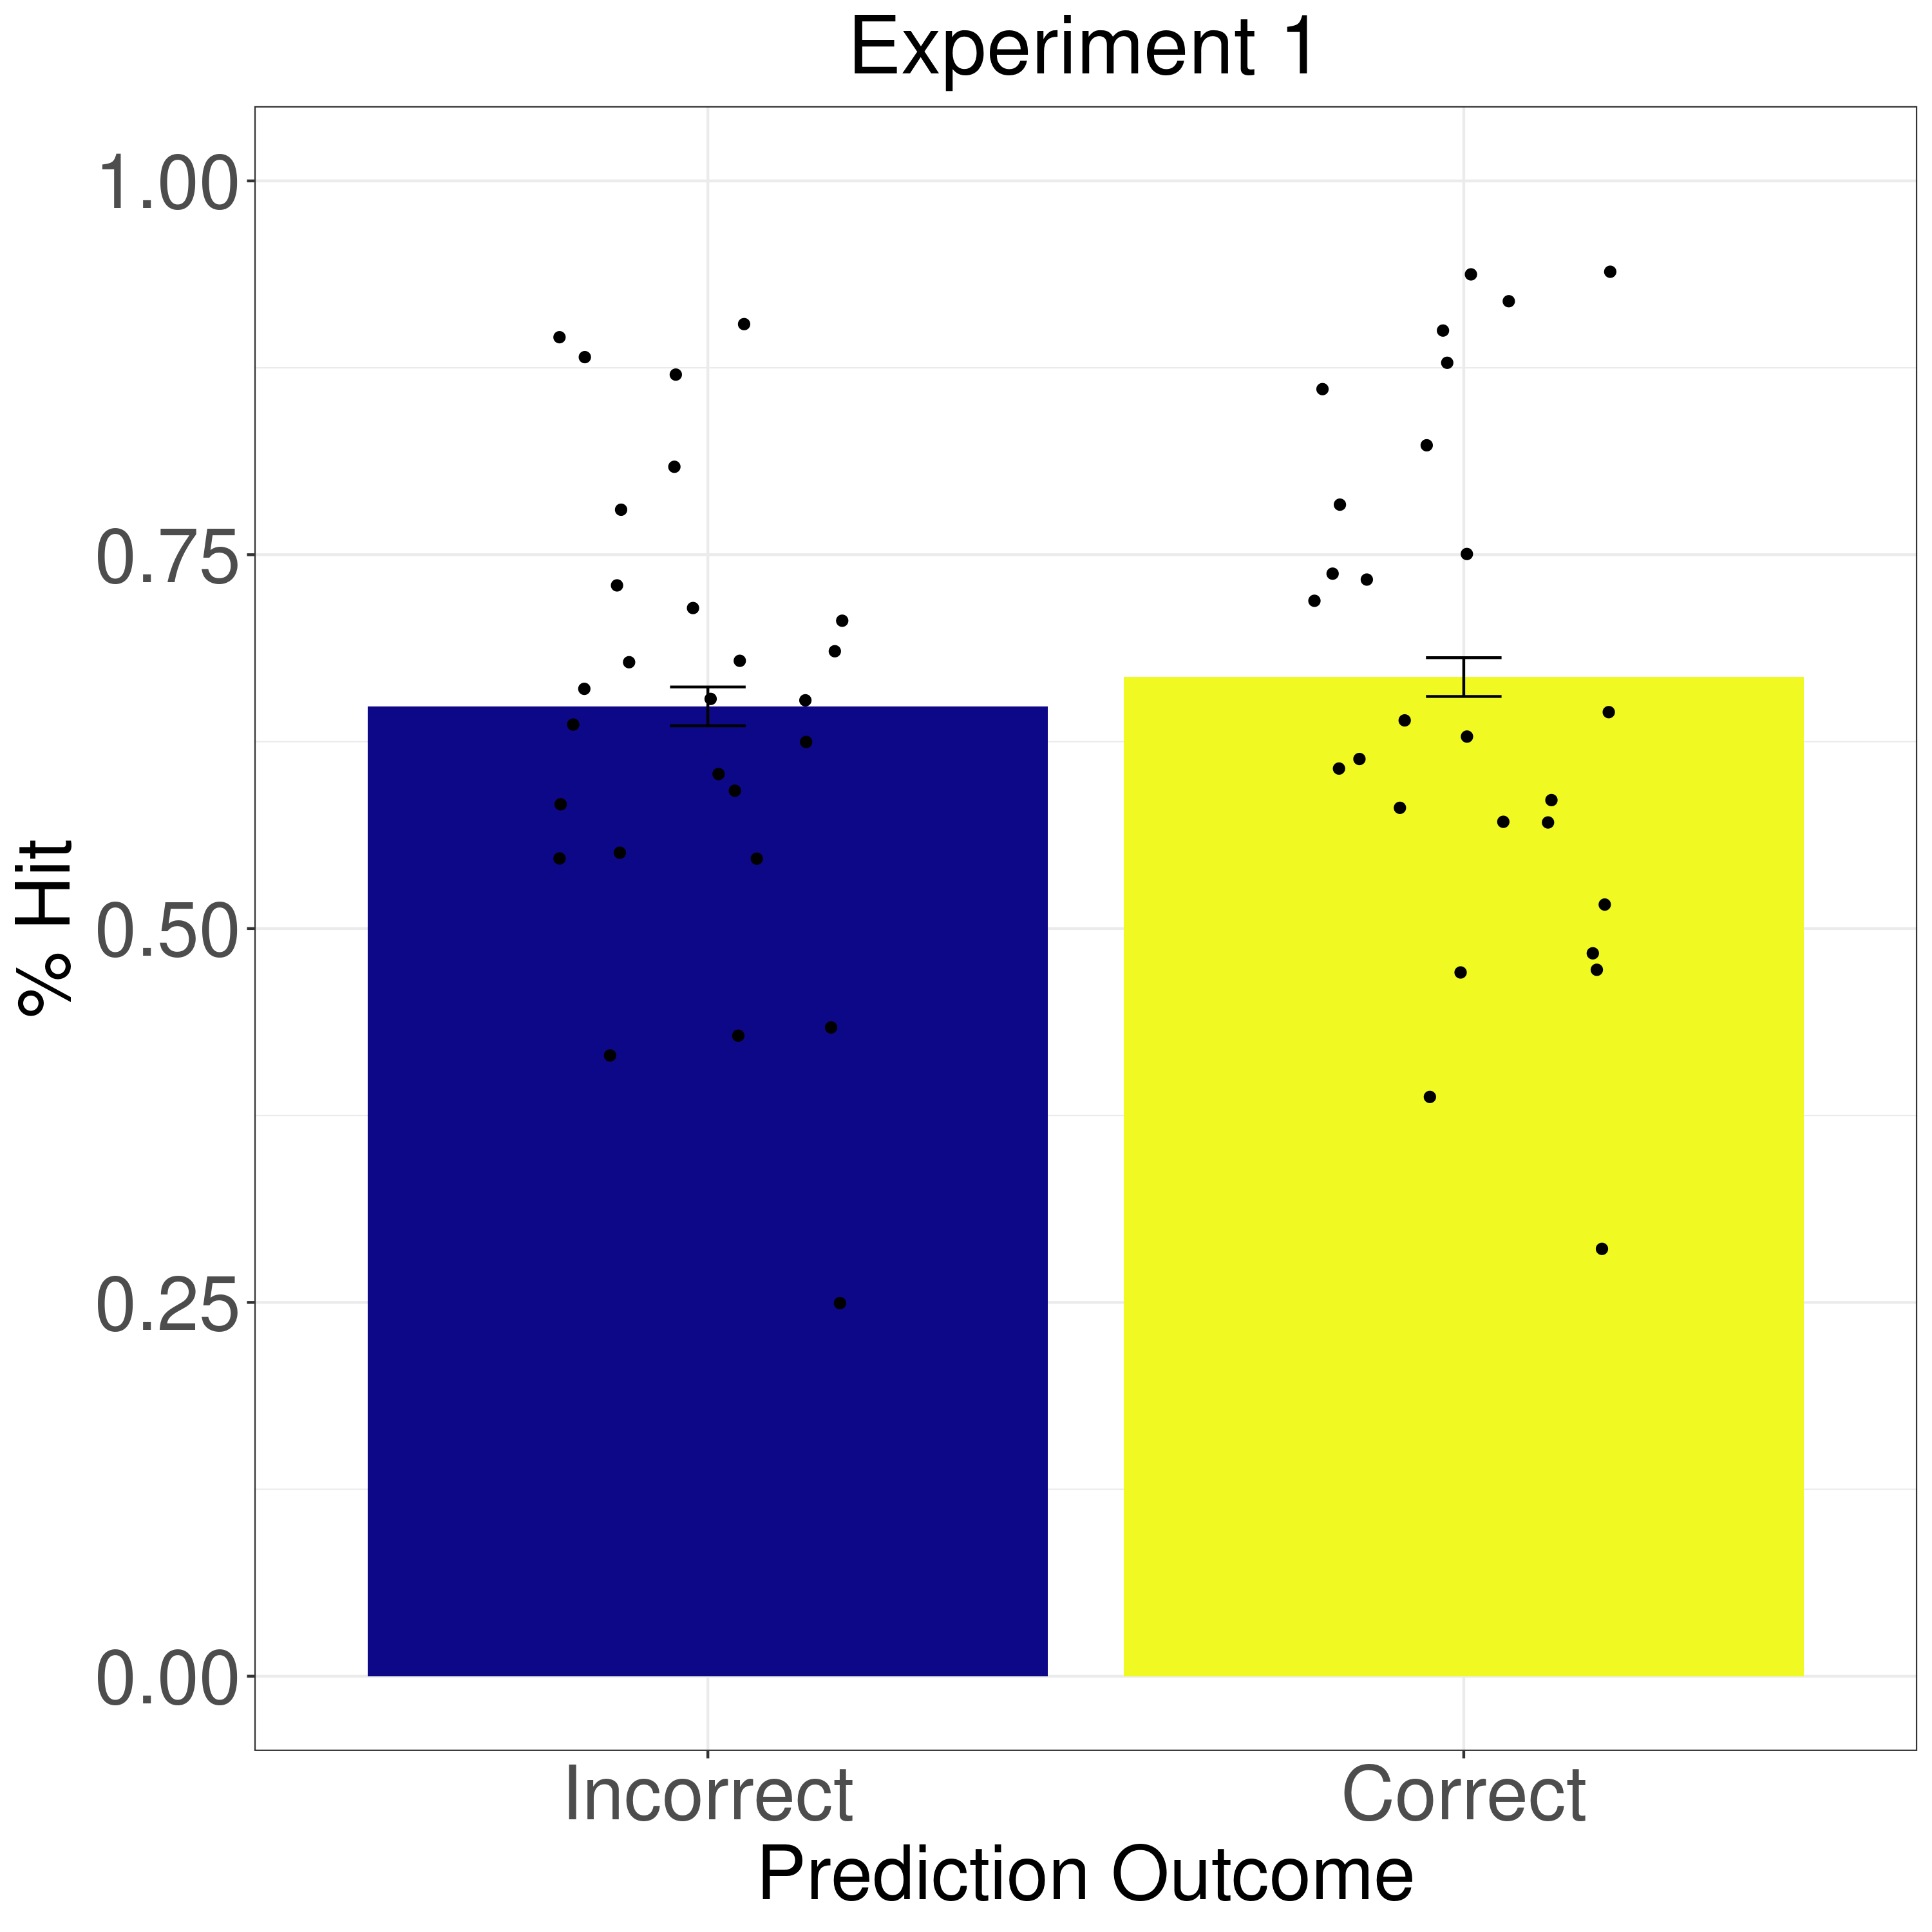 Experiment 1
% Hit
1.00
0.75
0.50
0.25
0.00
Incorrect Correct
Prediction Outcome